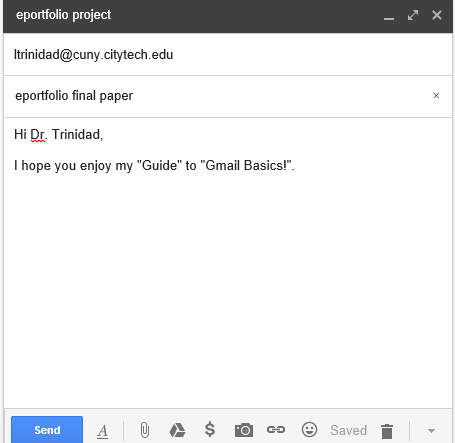 eportfolio project
ltrinidad@cuny.citytech.edu
eportfolio final paper
Hi Dr. Trinidad,
I hope you enjoy my "Guide" to "Gmail Basics!".
Send A $ Saved